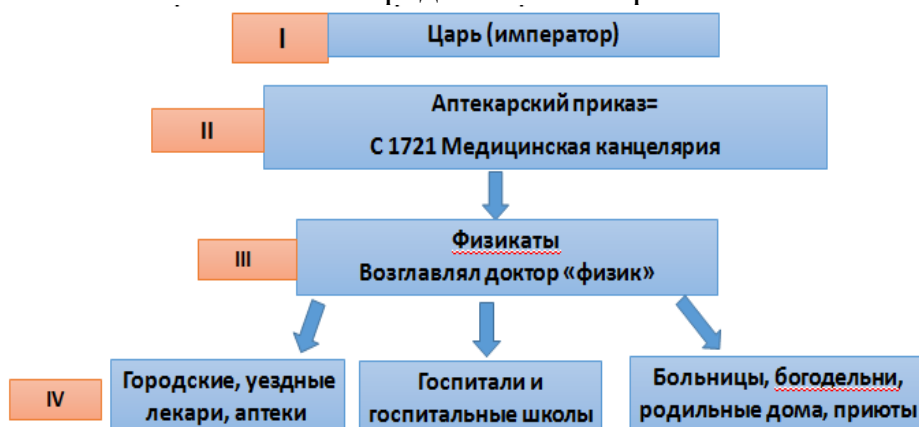 I
Царь (император)
II
Аптекарский приказ=
С 1721 Медицинская канцелярия
III
Физикаты
Возглавлял доктор «физик»
IV
Городские, уездные
лекари, аптеки
Госпитали и
госпитальные школы
Больницы, богодельни,
родильные дома, приюты